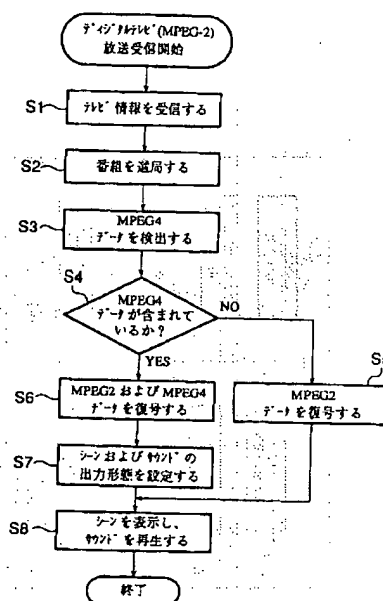 ﾃﾞｨｼﾞﾀﾙﾃﾚﾋﾞ(MPEG-2)
放送受信開始
S1
ﾃﾚﾋﾞ情報を受信する
S2
番組を選局する
S3
MPEG4
ﾃﾞｰﾀを検出する
S4
MPEG4
ﾃﾞｰﾀが含まれて
いるか？
NO
YES
S6
MPEG2 および MPEG4
ﾃﾞｰﾀを復号する
MPEG2
ﾃﾞｰﾀを復号する
S7
ｼｰﾝおよびｻｳﾝﾄﾞの
出力形態を設定する
S8
ｼｰﾝを表示し、
ｻｳﾝﾄﾞを再生する
終了